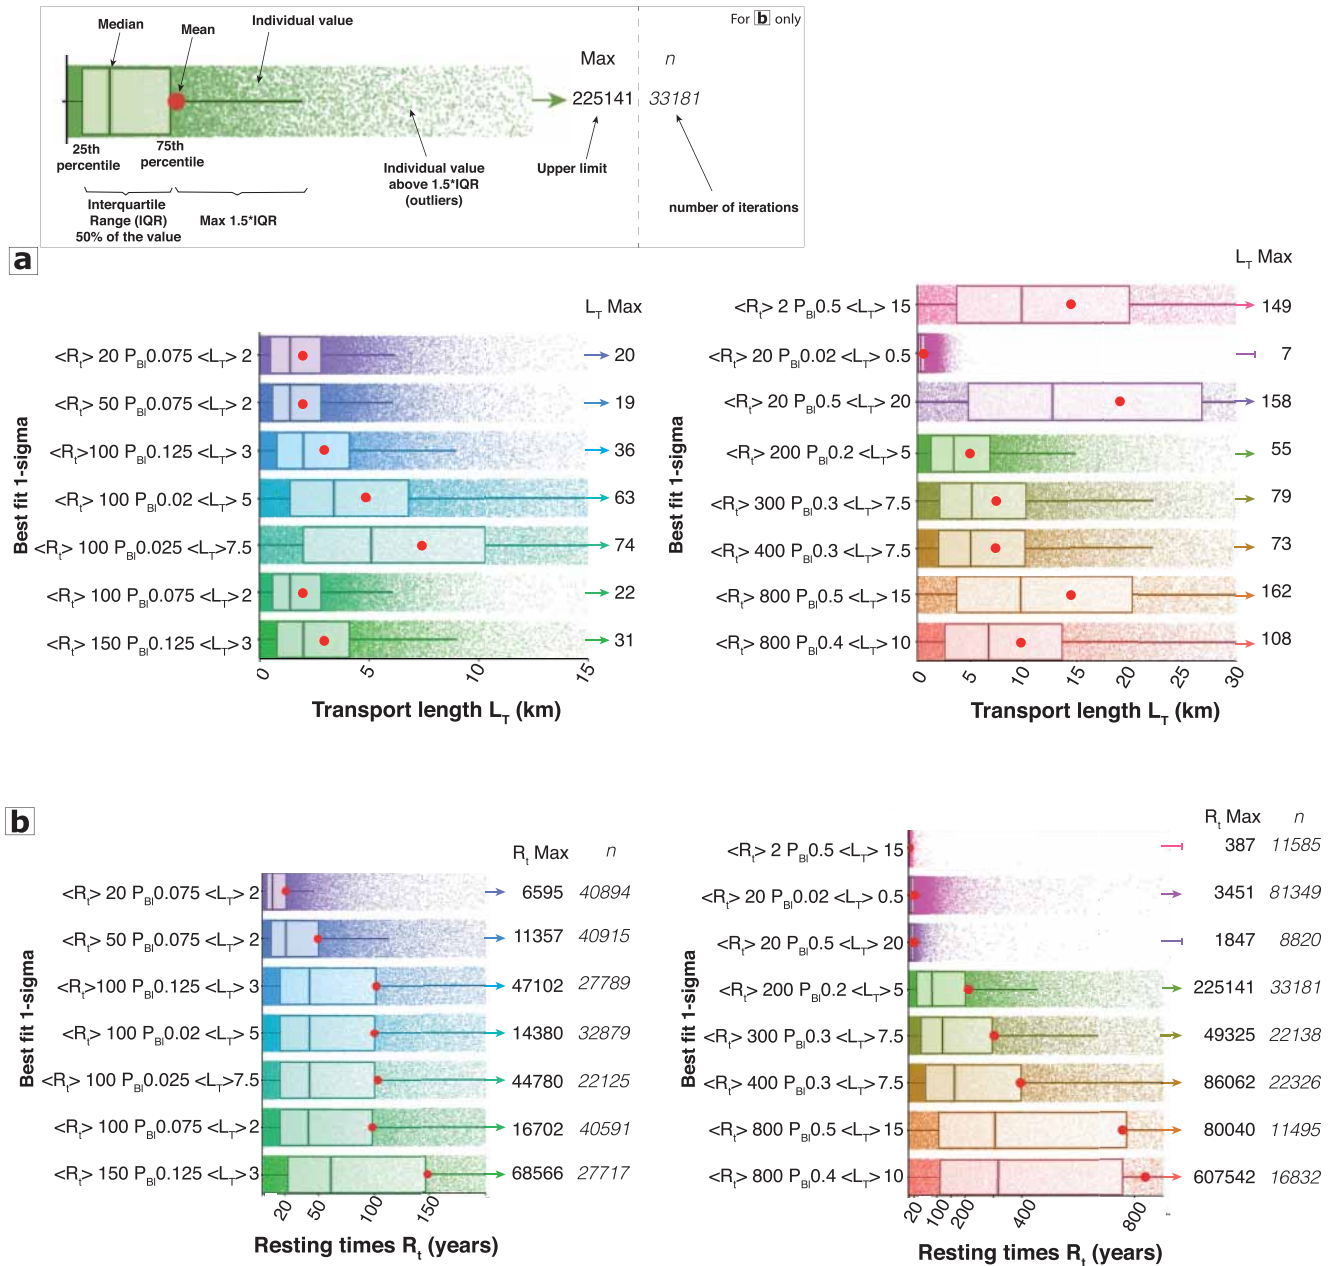 For b only
Median
Mean
Individual value
Max
n
225141
33181
25th percentile
75th percentile
Individual value above 1.5*IQR (outliers)
Upper limit
number of iterations
Interquartile Range (IQR) 50% of the value
Max 1.5*IQR
a
L_T Max
Best fit 1-sigma
<R_t> 20 P_Bl 0.075 <L_T> 2 20
<R_t> 50 P_Bl 0.075 <L_T> 2 19
<R_t>100 P_Bl 0.125 <L_T> 3 36
<R_t> 100 P_Bl 0.02 <L_T> 5 63
<R_t> 100 P_Bl 0.025 <L_T>7.5 74
<R_t> 100 P_Bl 0.075 <L_T> 2 22
<R_t> 150 P_Bl 0.125 <L_T> 3 31
0 5 10 15
Transport length L_T (km)
L_T Max
Best fit 1-sigma
<R_t> 2 P_Bl 0.5 <L_T> 15 149
<R_t> 20 P_Bl 0.02 <L_T> 0.5 7
<R_t> 20 P_Bl 0.5 <L_T> 20 158
<R_t> 200 P_Bl 0.2 <L_T> 5 55
<R_t> 300 P_Bl 0.3 <L_T> 7.5 79
<R_t> 400 P_Bl 0.3 <L_T> 7.5 73
<R_t> 800 P_Bl 0.5 <L_T> 15 162
<R_t> 800 P_Bl 0.4 <L_T> 10 108
0 5 10 15 20 25 30
Transport length L_T (km)
b
R_t Max n
Best fit 1-sigma
<R_t> 20 P_Bl 0.075 <L_T> 2 6595 40894
<R_t> 50 P_Bl 0.075 <L_T> 2 11357 40915
<R_t>100 P_Bl 0.125 <L_T> 3 47102 27789
<R_t> 100 P_Bl 0.02 <L_T> 5 14380 32879
<R_t> 100 P_Bl 0.025 <L_T>7.5 44780 22125
<R_t> 100 P_Bl 0.075 <L_T> 2 16702 40591
<R_t> 150 P_Bl 0.125 <L_T> 3 68566 27717
20 50 100 150
Resting times R_t (years)
R_t Max n
Best fit 1-sigma
<R_t> 2 P_Bl 0.5 <L_T> 15 387 11585
<R_t> 20 P_Bl 0.02 <L_T> 0.5 3451 81349
<R_t> 20 P_Bl 0.5 <L_T> 20 1847 8820
<R_t> 200 P_Bl 0.2 <L_T> 5 225141 33181
<R_t> 300 P_Bl 0.3 <L_T> 7.5 49325 22138
<R_t> 400 P_Bl 0.3 <L_T> 7.5 86062 22326
<R_t> 800 P_Bl 0.5 <L_T> 15 80040 11495
<R_t> 800 P_Bl 0.4 <L_T> 10 607542 16832
20 100 200 400 800
Resting times R_t (years)